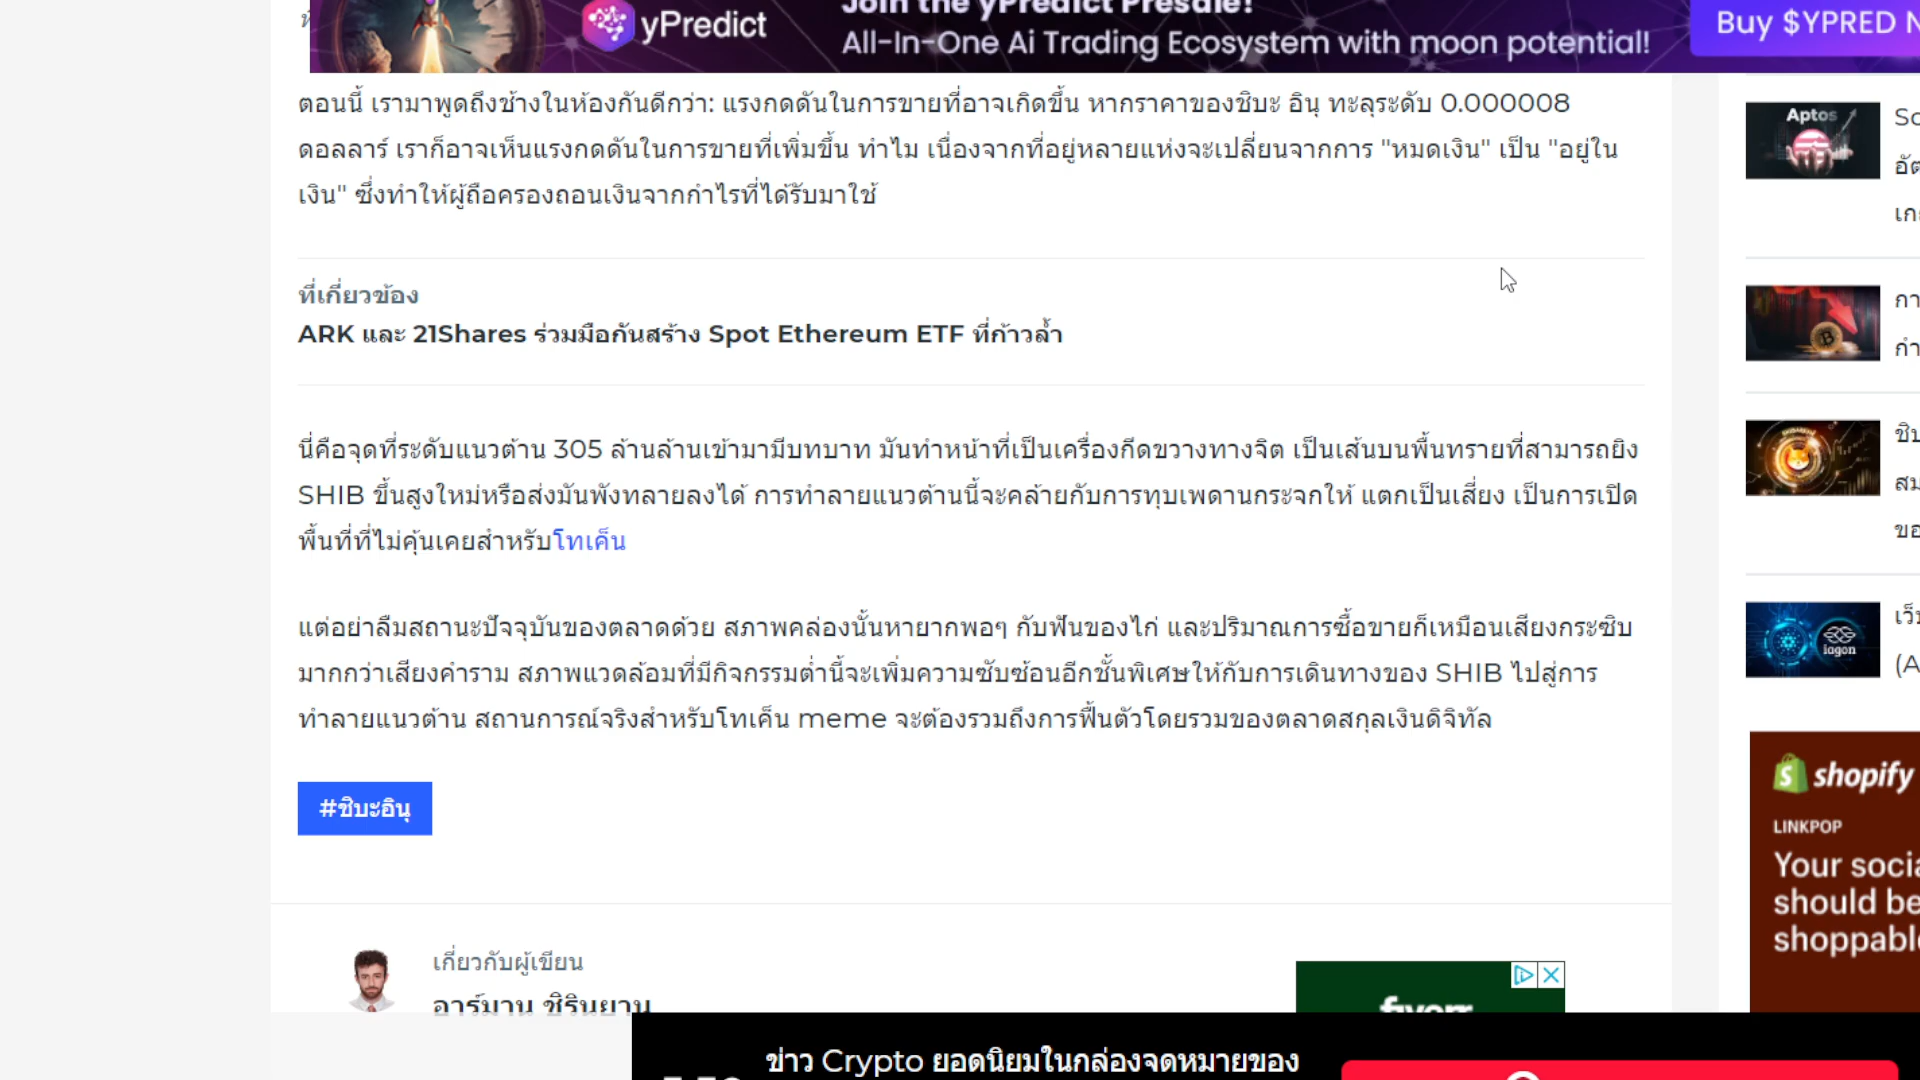 Join the yPredict Presale!
yPredict
All-In-One Ai Trading Ecosystem with moon potential!
Buy $YPRED
ตอนนี้ เรามาพูดถึงช้างในห้องกันดีกว่า: แรงกดดันในการขายที่อาจเกิดขึ้น หากราคาของชิบะ อินุ ทะลุระดับ 0.000008
ดอลลาร์ เราก็อาจเห็นแรงกดดันในการขายที่เพิ่มขึ้น ทำไม เนื่องจากที่อยู่หลายแห่งจะเปลี่ยนจากการ "หมดเงิน" เป็น "อยู่ใน
เงิน" ซึ่งทำให้ผู้ถือครองถอนเงินจากกำไรที่ได้รับมาใช้
ที่เกี่ยวข้อง
ARK และ 21Shares ร่วมมือกันสร้าง Spot Ethereum ETF ที่ก้าวล้ำ
นี่คือจุดที่ระดับแนวต้าน 305 ล้านล้านเข้ามามีบทบาท มันทำหน้าที่เป็นเครื่องกีดขวางทางจิต เป็นเส้นบนพื้นทรายที่สามารถยิง
SHIB ขึ้นสูงใหม่หรือส่งมันพังทลายลงได้ การทำลายแนวต้านนี้จะคล้ายกับการทุบเพดานกระจกให้ แตกเป็นเสี่ยง เป็นการเปิด
พื้นที่ที่ไม่คุ้นเคยสำหรับโทเค็น
แต่อย่าลืมสถานะปัจจุบันของตลาดด้วย สภาพคล่องนั้นหายากพอๆ กับฟันของไก่ และปริมาณการซื้อขายก็เหมือนเสียงกระซิบ
มากกว่าเสียงคำราม สภาพแวดล้อมที่มีกิจกรรมต่ำนี้จะเพิ่มความซับซ้อนอีกชั้นพิเศษให้กับการเดินทางของ SHIB ไปสู่การ
ทำลายแนวต้าน สถานการณ์จริงสำหรับโทเค็น meme จะต้องรวมถึงการฟื้นตัวโดยรวมของตลาดสกุลเงินดิจิทัล
#ชิบะอินุ
เกี่ยวกับผู้เขียน
อาร์มาน ชิรินยาน
fiverr
ข่าว Crypto ยอดนิยมในกล่องจดหมายของ
Aptos
iagon
(A
shopify
LINKPOP
Your socia
should be
shoppable